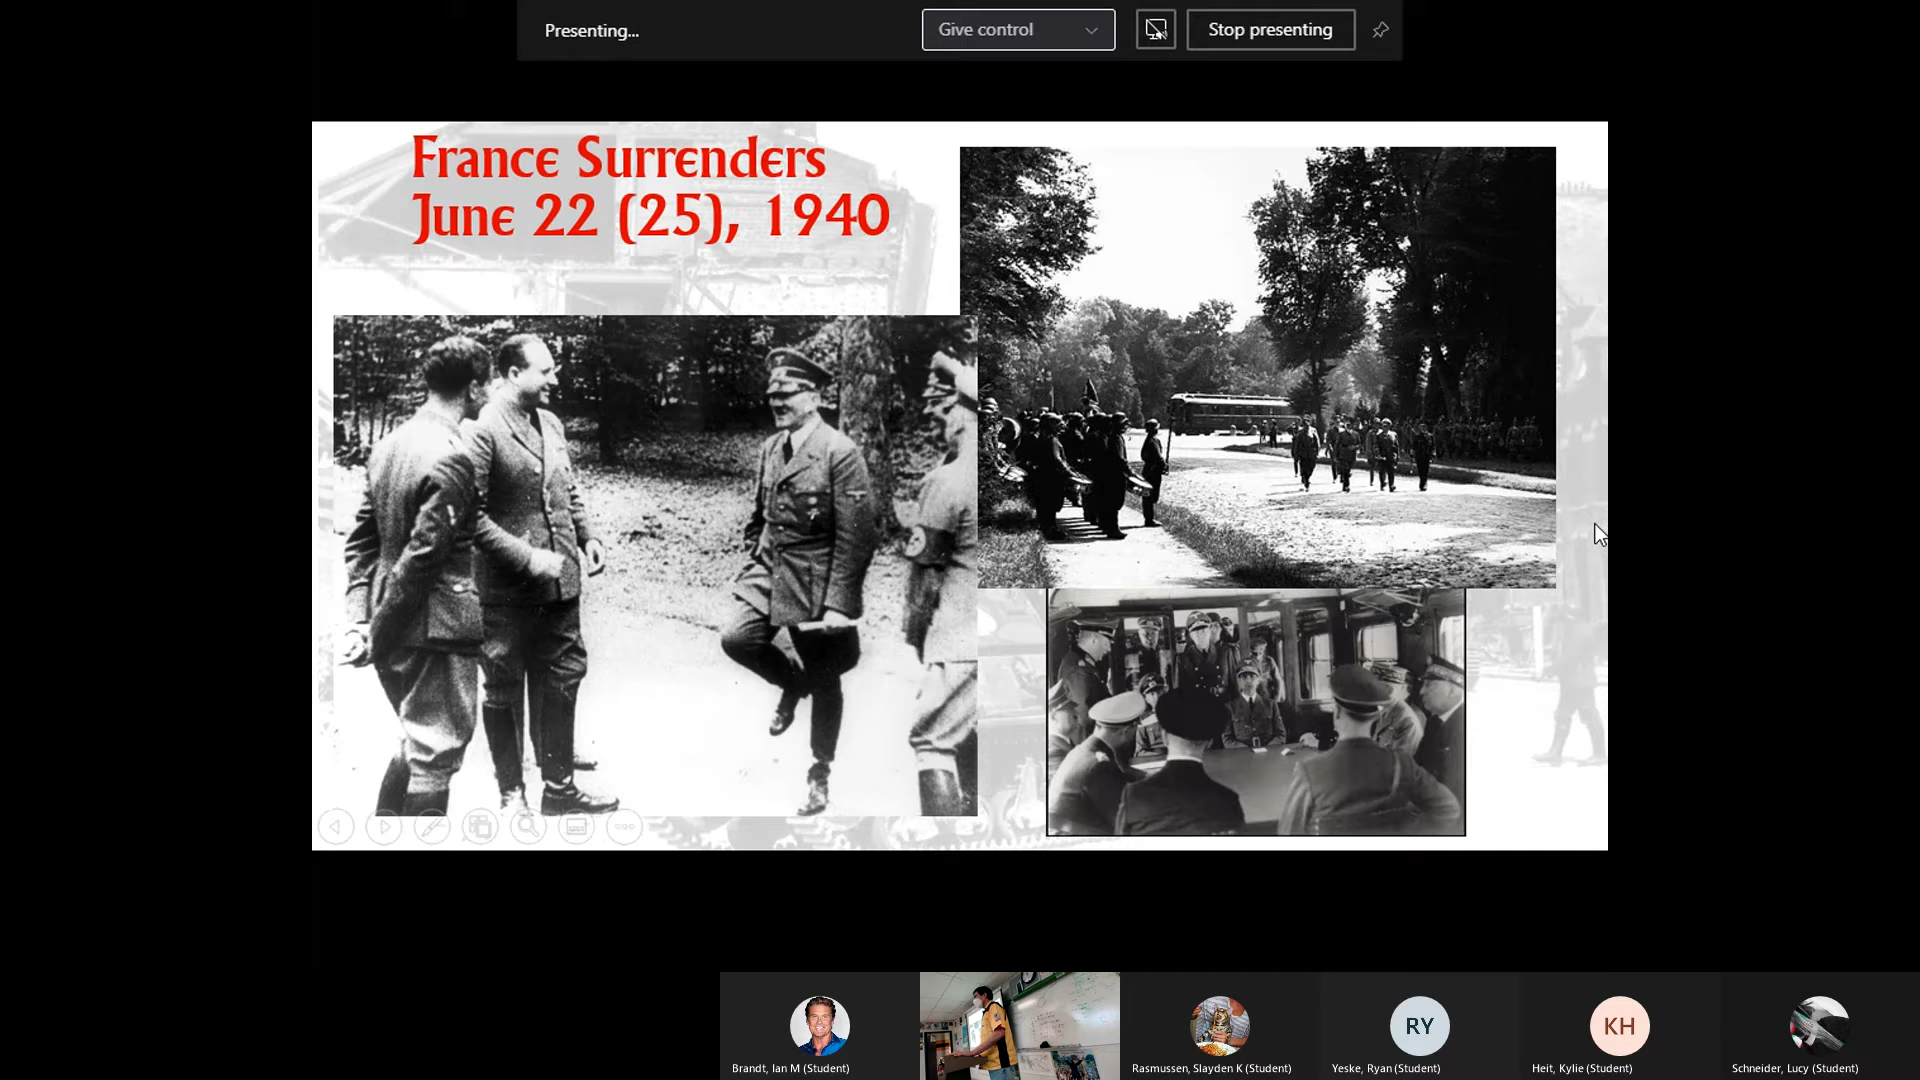 Presenting...
Give control
Stop presenting
France Surrenders
June 22 (25), 1940
RY
KH
Brandt, Ian M (Student)
Rasmussen, Slayden K (Student)
Yeske, Ryan (Student)
Heit, Kylie (Student)
Schneider, Lucy (Student)